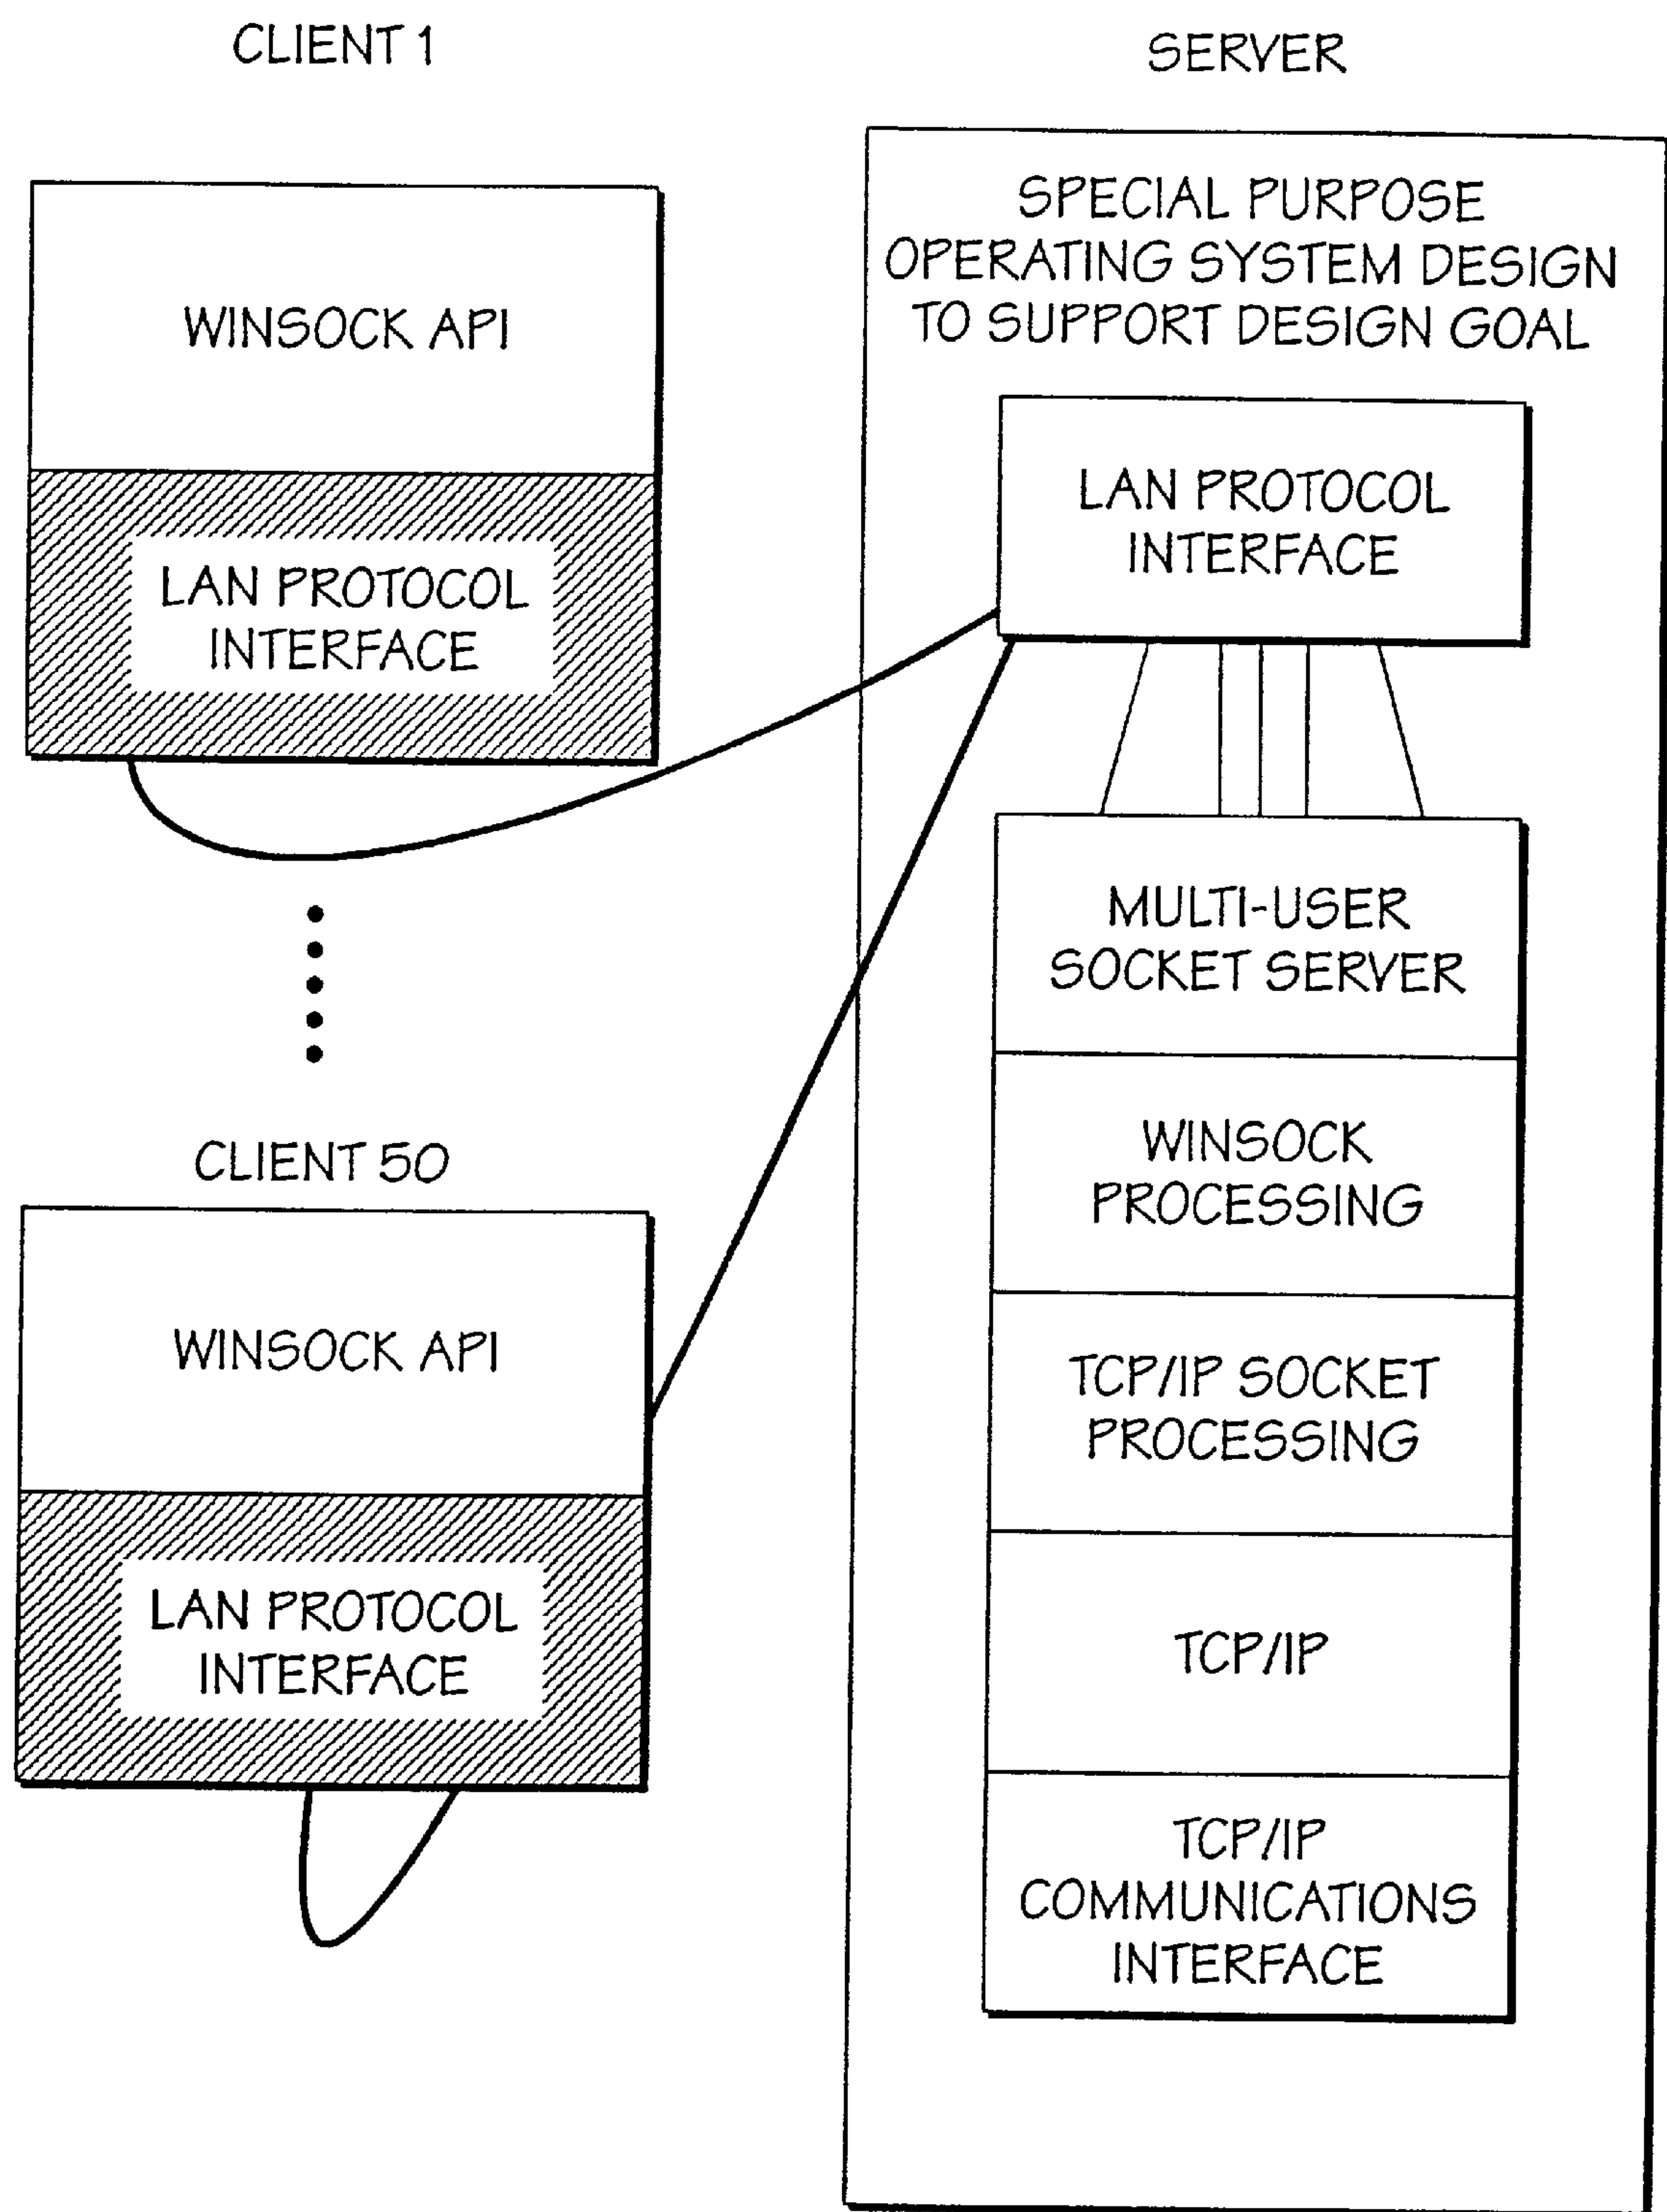 CLIENT 1
WINSOCK API
LAN PROTOCOL
INTERFACE
CLIENT 50
WINSOCK API
LAN PROTOCOL
INTERFACE
SERVER
SPECIAL PURPOSE
OPERATING SYSTEM DESIGN
TO SUPPORT DESIGN GOAL
LAN PROTOCOL
INTERFACE
MULTI-USER
SOCKET SERVER
WINSOCK
PROCESSING
TCP/IP SOCKET
PROCESSING
TCP/IP
TCP/IP
COMMUNICATIONS
INTERFACE